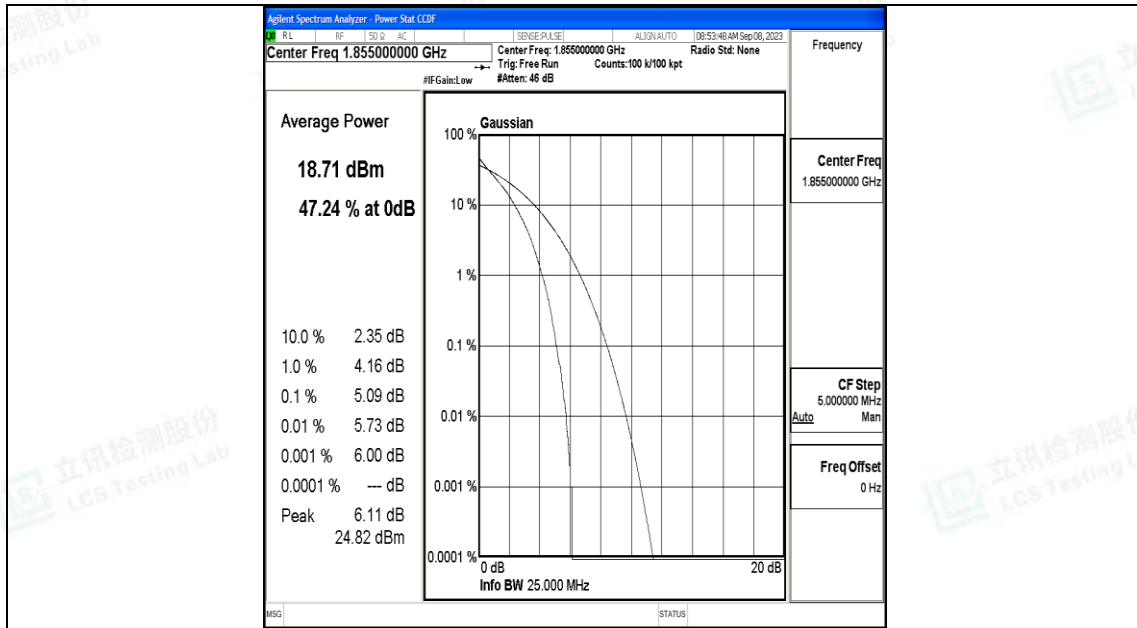 Agilent Spectrum Analyzer - Power Stat CCDF
RL RF 50 Ω AC SENSE:PULSE ALIGN AUTO 08:53:48 AM Sep 08, 2023
Center Freq 1.855000000 GHz
Center Freq: 1.855000000 GHz Radio Std: None
Trig: Free Run Counts:100 k/100 kpt
#IFGain:Low #Atten: 46 dB
Frequency
Average Power
18.71 dBm
47.24 % at 0dB
10.0 % 2.35 dB
1.0 % 4.16 dB
0.1 % 5.09 dB
0.01 % 5.73 dB
0.001 % 6.00 dB
0.0001 % --- dB
Peak 6.11 dB
24.82 dBm
Gaussian
100 %
10 %
1 %
0.1 %
0.01 %
0.001 %
0.0001 %
0 dB 20 dB
Info BW 25.000 MHz
Center Freq
1.855000000 GHz
CF Step
5.000000 MHz
Auto Man
Freq Offset
0 Hz
MSG STATUS
立讯检测股份
LCS Testing Lab